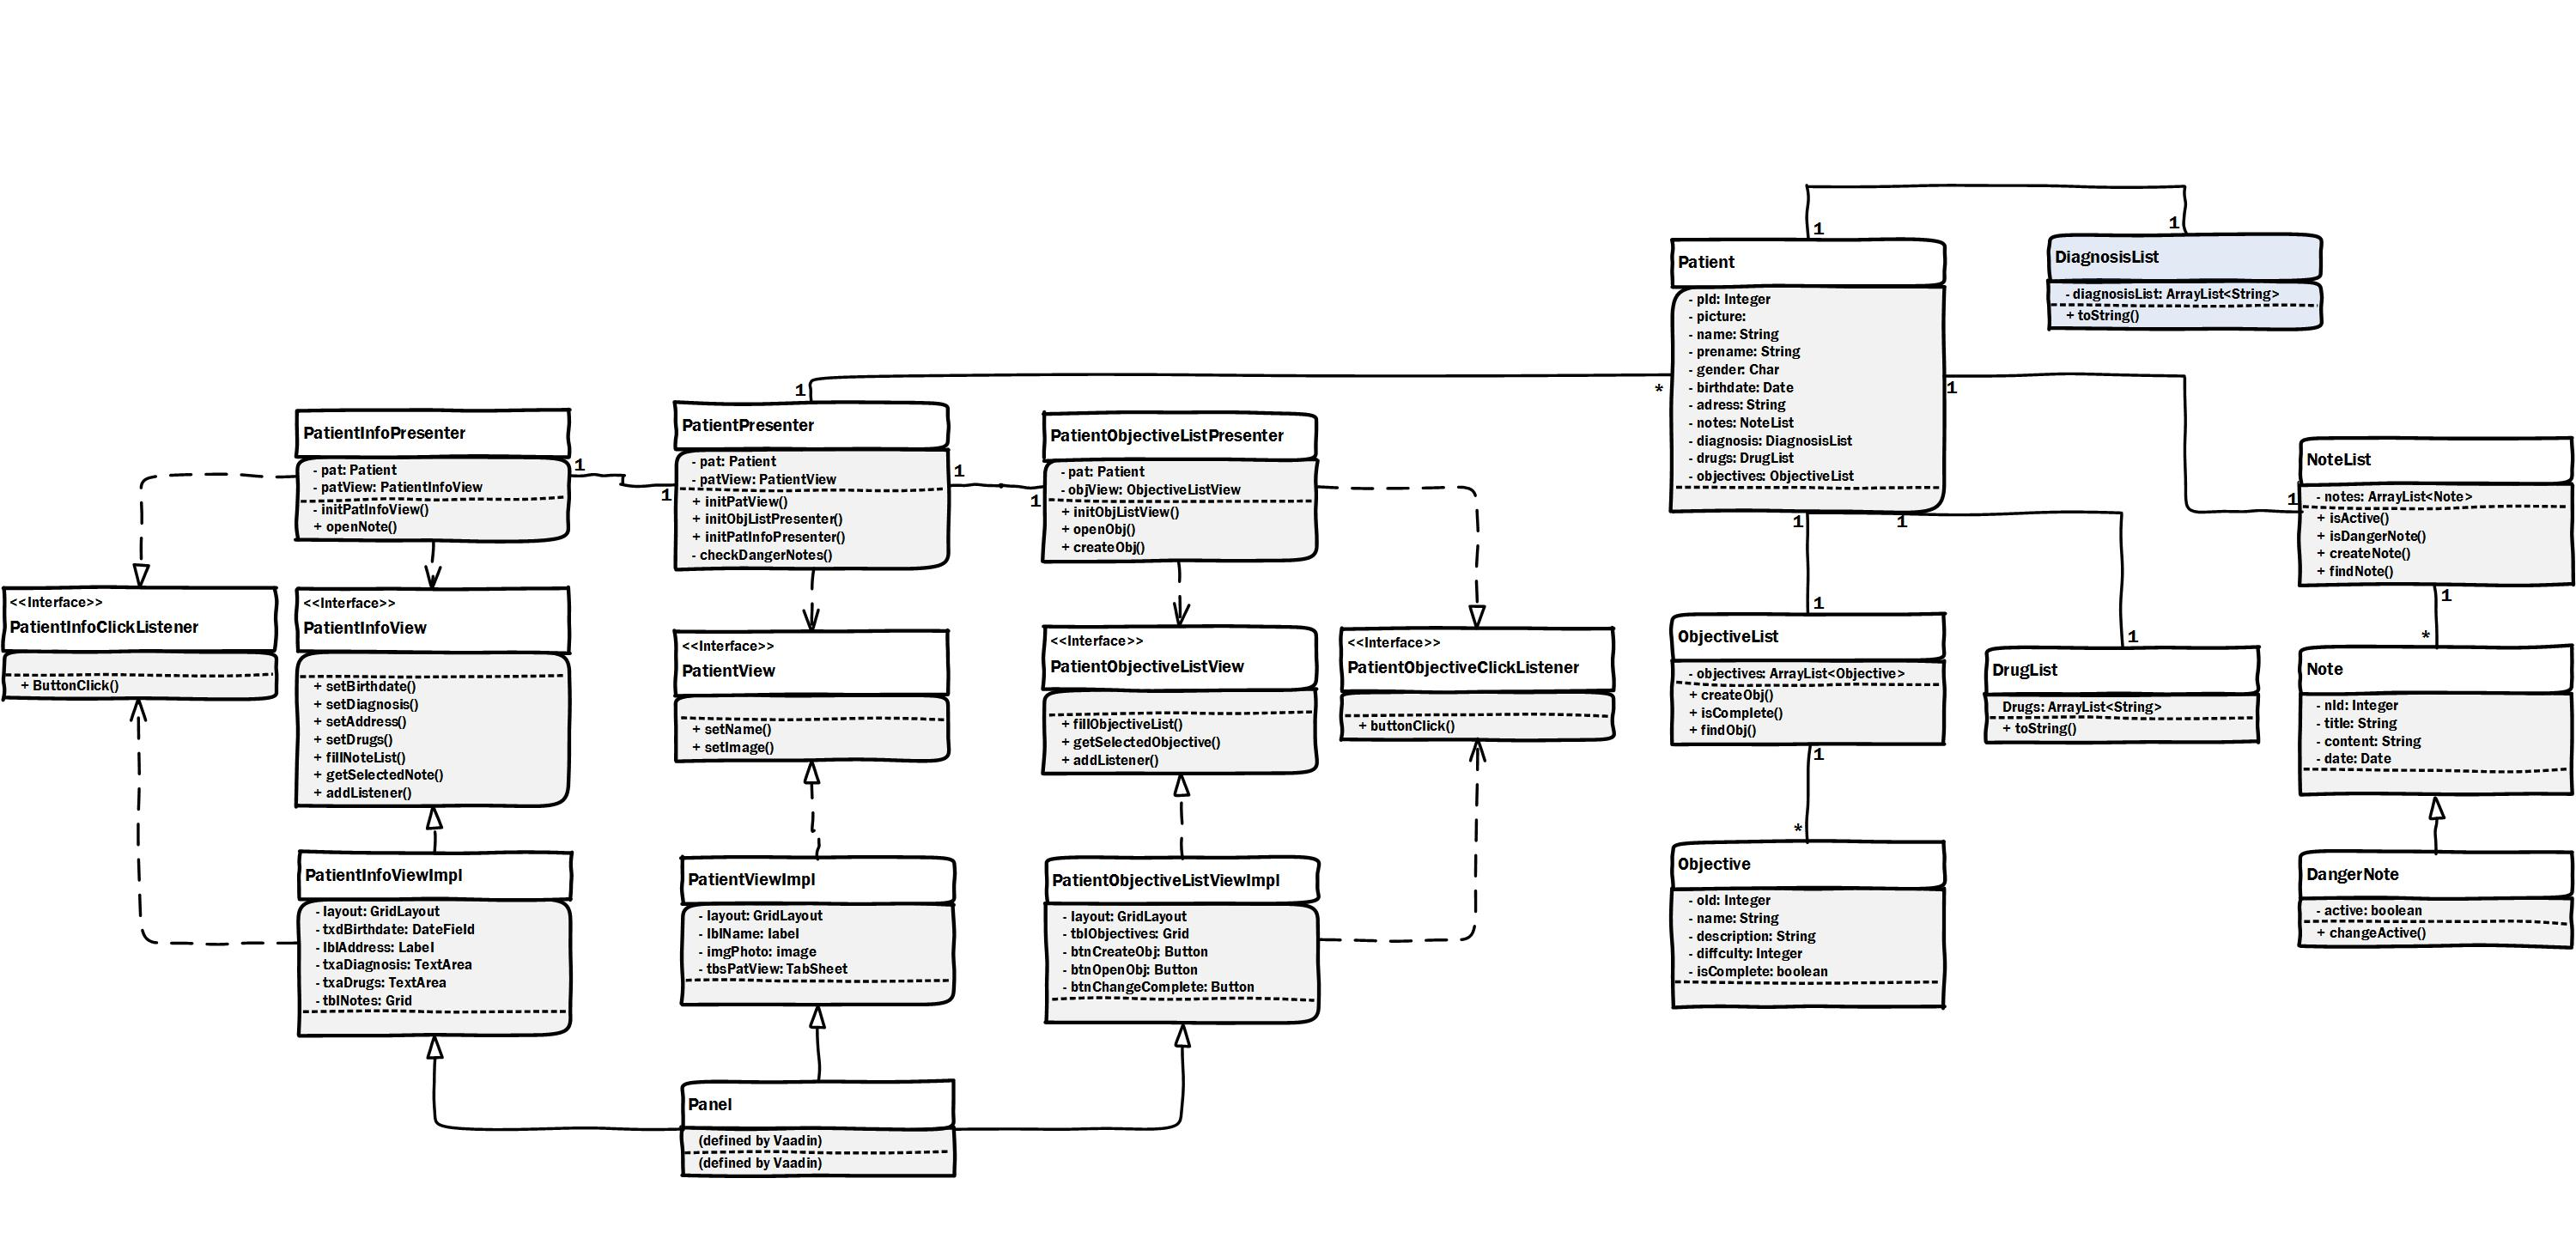 1
1
DiagnosisList
- diagnosisList: ArrayList<String>
+ toString()
Patient
- pId: Integer
- picture:
- name: String
- prename: String
- gender: Char
- birthdate: Date
- adress: String
- notes: NoteList
- diagnosis: DiagnosisList
- drugs: DrugList
- objectives: ObjectiveList
1
*
1
PatientInfoPresenter
- pat: Patient
- patView: PatientInfoView
- initPatInfoView()
+ openNote()
1
1
PatientPresenter
- pat: Patient
- patView: PatientView
+ initPatView()
+ initObjListPresenter()
+ initPatInfoPresenter()
- checkDangerNotes()
1
1
PatientObjectiveListPresenter
- pat: Patient
- objView: ObjectiveListView
+ initObjListView()
+ openObj()
+ createObj()
1
NoteList
- notes: ArrayList<Note>
+ isActive()
+ isDangerNote()
+ createNote()
+ findNote()
1
1
1
1
1
*
<<Interface>>
PatientInfoClickListener
+ ButtonClick()
<<Interface>>
PatientInfoView
+ setBirthdate()
+ setDiagnosis()
+ setAddress()
+ setDrugs()
+ fillNoteList()
+ getSelectedNote()
+ addListener()
<<Interface>>
PatientView
+ setName()
+ setImage()
<<Interface>>
PatientObjectiveListView
+ fillObjectiveList()
+ getSelectedObjective()
+ addListener()
<<Interface>>
PatientObjectiveClickListener
+ buttonClick()
ObjectiveList
- objectives: ArrayList<Objective>
+ createObj()
+ isComplete()
+ findObj()
DrugList
Drugs: ArrayList<String>
+ toString()
Note
- nId: Integer
- title: String
- content: String
- date: Date
1
*
PatientInfoViewImpl
- layout: GridLayout
- txdBirthdate: DateField
- lblAddress: Label
- txaDiagnosis: TextArea
- txaDrugs: TextArea
- tblNotes: Grid
PatientViewImpl
- layout: GridLayout
- lblName: label
- imgPhoto: image
- tbsPatView: TabSheet
PatientObjectiveListViewImpl
- layout: GridLayout
- tblObjectives: Grid
- btnCreateObj: Button
- btnOpenObj: Button
- btnChangeComplete: Button
Objective
- oId: Integer
- name: String
- description: String
- diffculty: Integer
- isComplete: boolean
DangerNote
- active: boolean
+ changeActive()
Panel
(defined by Vaadin)
(defined by Vaadin)